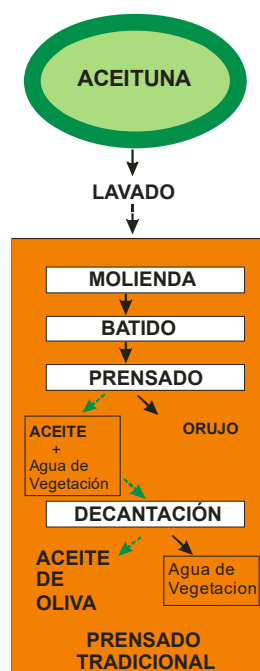 ACEITUNA
LAVADO
MOLIENDA
BATIDO
PRENSADO
ACEITE
+
Agua de
Vegetación
ORUJO
DECANTACIÓN
ACEITE
DE
OLIVA
Agua de
Vegetacion
PRENSADO
TRADICIONAL